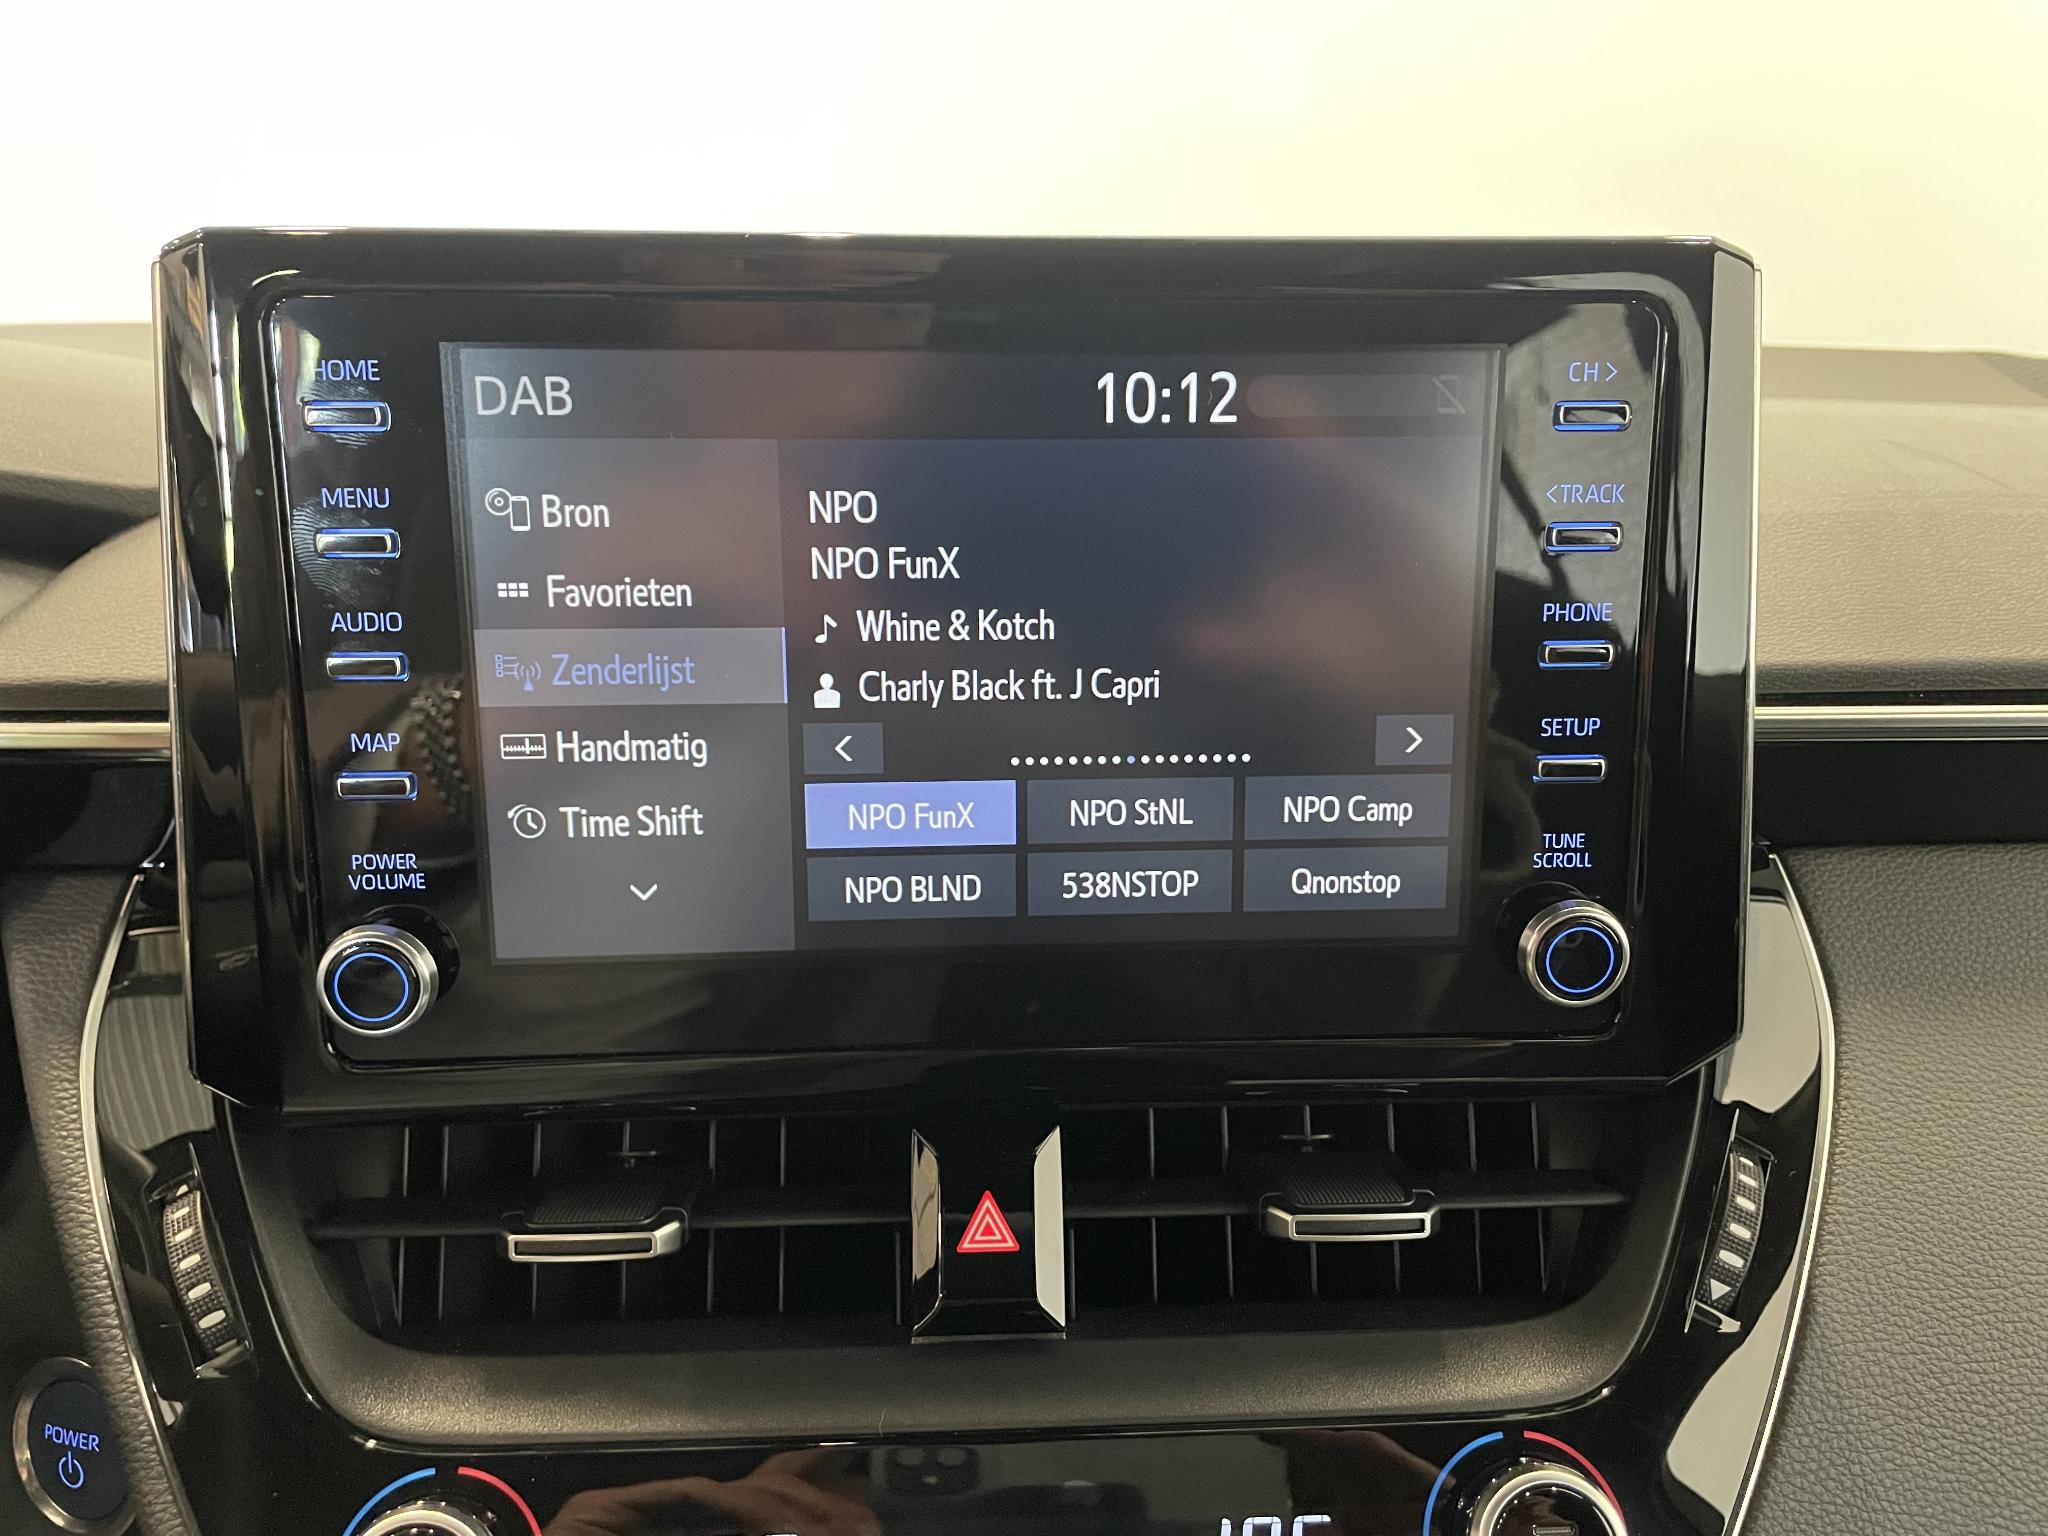 HOME
MENU
AUDIO
MAP
POWER
VOLUME
DAB
10:12
Bron
Favorieten
Zenderlijst
Handmatig
Time Shift
NPO
NPO FunX
Whine & Kotch
Charly Black ft. J Capri
<
>
NPO FunX
NPO StNL
NPO Camp
NPO BLND
538NSTOP
Qnonstop
CH >
< TRACK
PHONE
SETUP
TUNE
SCROLL
POWER